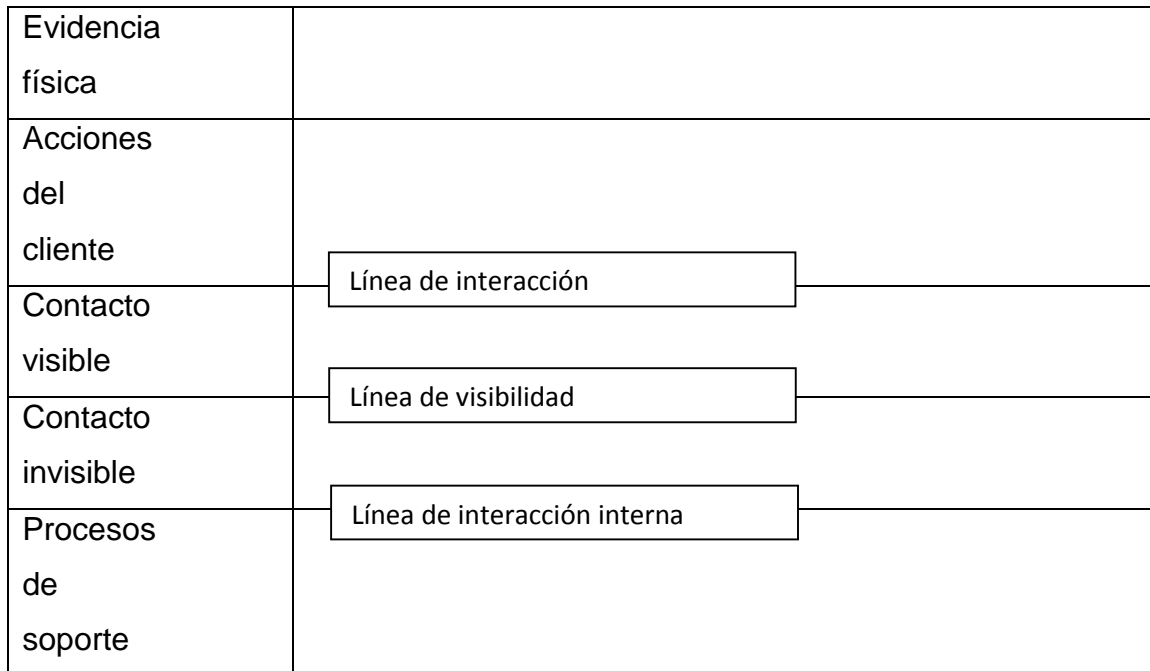 Evidencia
física
Acciones
del
cliente
Línea de interacción
Contacto
visible
Línea de visibilidad
Contacto
invisible
Línea de interacción interna
Procesos
de
soporte